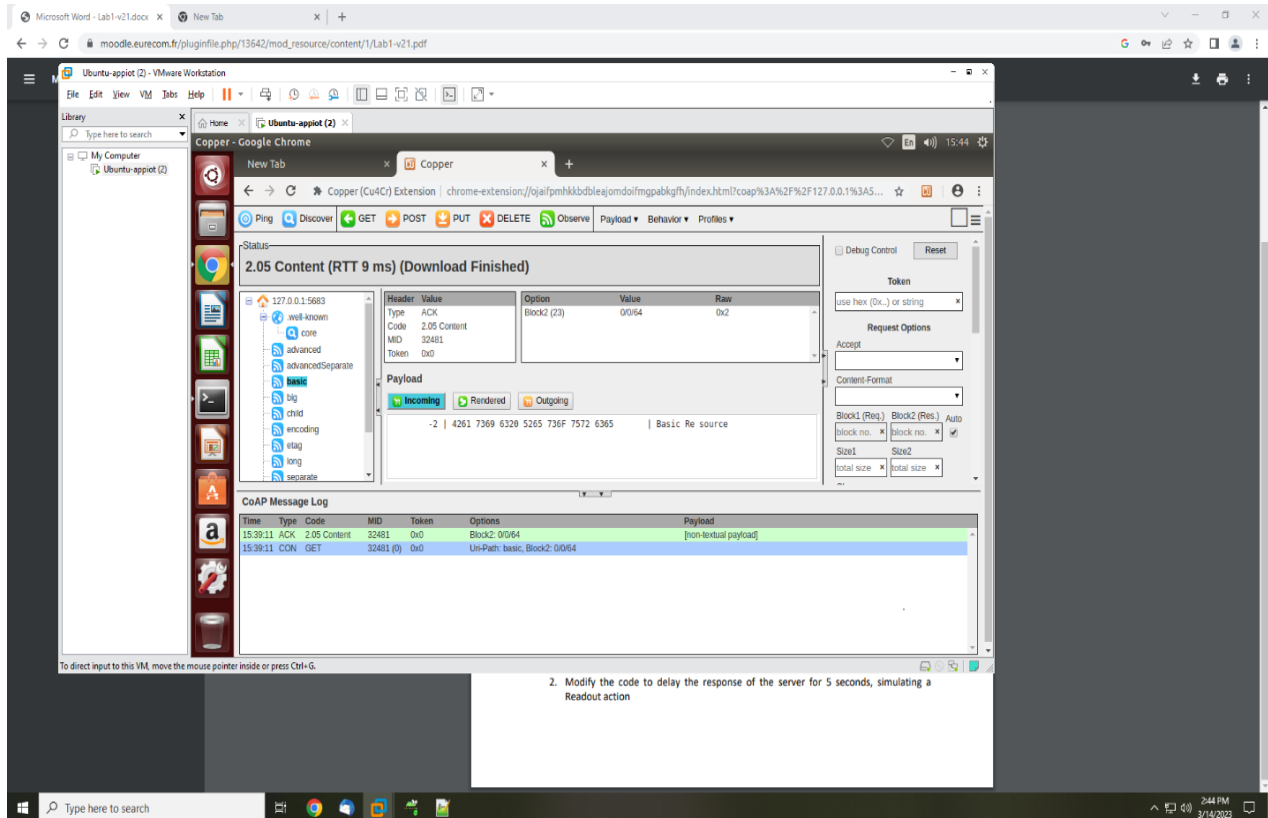 Microsoft Word - Lab1-v21.docx New Tab
moodle.eurecom.fr/pluginfile.php/13642/mod_resource/content/1/Lab1-v21.pdf
Ubuntu-appiot (2) - VMware Workstation
File Edit View VM Tabs Help
Library
Type here to search
My Computer
Ubuntu-appiot (2)
Home Ubuntu-appiot (2)
Copper - Google Chrome En 15:44
New Tab Copper
Copper (Cu4Cr) Extension | chrome-extension://ojaifpmhkkbdbleajomdoifmgpabkgfh/index.html?coap%3A%2F%2F127.0.0.1%3A5...
Ping Discover GET POST PUT DELETE Observe Payload Behavior Profiles
Status
2.05 Content (RTT 9 ms) (Download Finished)
127.0.0.1:5683
.well-known
core
advanced
advancedSeparate
basic
big
child
encoding
etag
long
separate
Header Value
Type ACK
Code 2.05 Content
MID 32481
Token 0x0
Option Value Raw
Block2 (23) 0/0/64 0x2
Payload
Incoming Rendered Outgoing
-2 | 4261 7369 6320 5265 736F 7572 6365 | Basic Re source
Debug Control Reset
Token
use hex (0x..) or string
Request Options
Accept
Content-Format
Block1 (Req.) Block2 (Res.) Auto
block no. block no.
Size1 Size2
total size total size
CoAP Message Log
Time Type Code MID Token Options Payload
15:39:11 ACK 2.05 Content 32481 0x0 Block2: 0/0/64 [non-textual payload]
15:39:11 CON GET 32481 (0) 0x0 Uri-Path: basic, Block2: 0/0/64
To direct input to this VM, move the mouse pointer inside or press Ctrl+G.
2. Modify the code to delay the response of the server for 5 seconds, simulating a
Readout action
Type here to search
2:44 PM
3/14/2023